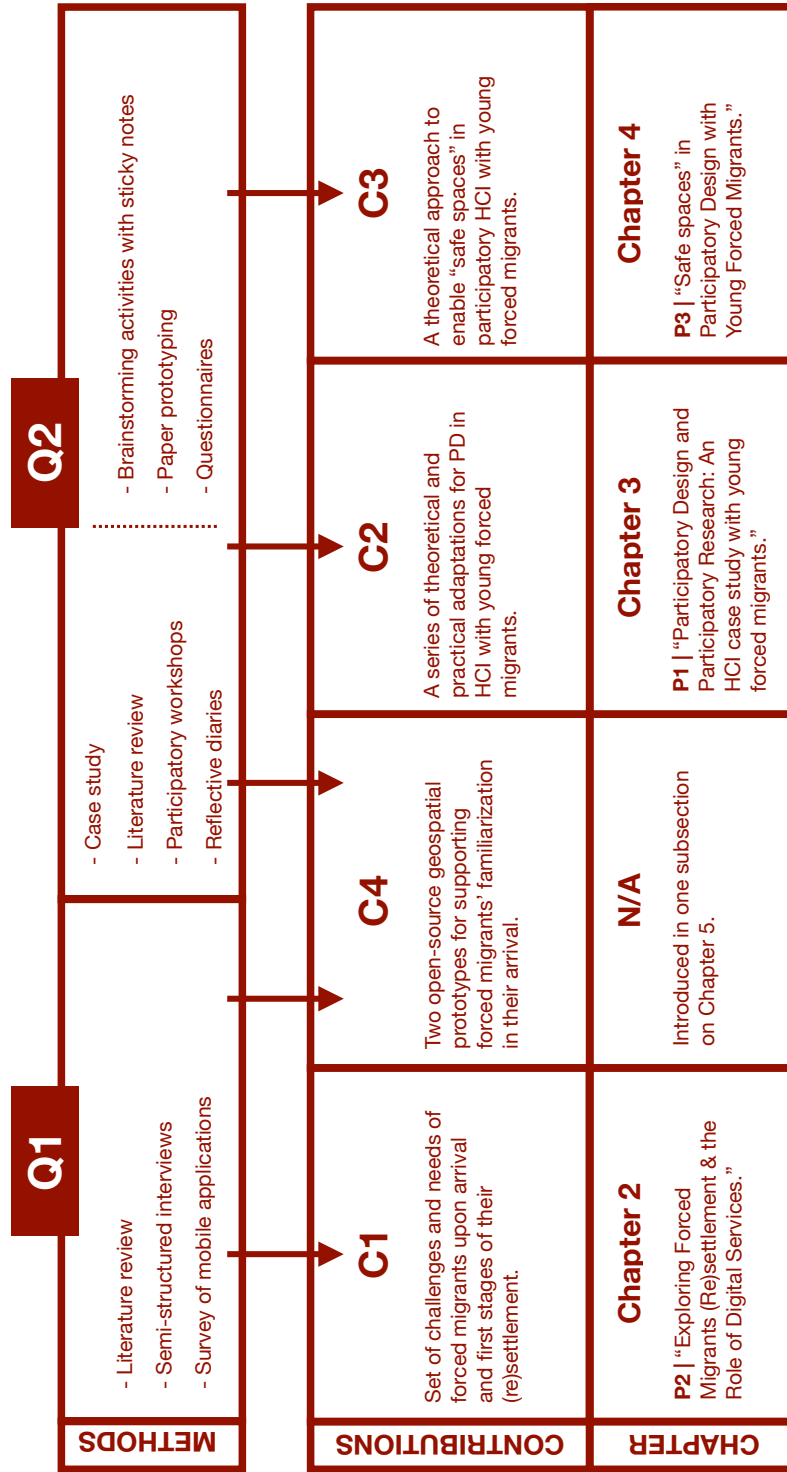 Q1
Q2
METHODS
- Literature review
- Semi-structured interviews
- Survey of mobile applications
- Case study
- Literature review
- Participatory workshops
- Reflective diaries
- Brainstorming activities with sticky notes
- Paper prototyping
- Questionnaires
CONTRIBUTIONS
C1
Set of challenges and needs of
forced migrants upon arrival
and first stages of their
(re)settlement.
C4
Two open-source geospatial
prototypes for supporting
forced migrants’ familiarization
in their arrival.
C2
A series of theoretical and
practical adaptations for PD in
HCI with young forced
migrants.
C3
A theoretical approach to
enable “safe spaces” in
participatory HCI with young
forced migrants.
CHAPTER
Chapter 2
P2 | “Exploring Forced
Migrants (Re)settlement & the
Role of Digital Services.”
N/A
Introduced in one subsection
on Chapter 5.
Chapter 3
P1 | “Participatory Design and
Participatory Research: An
HCI case study with young
forced migrants.”
Chapter 4
P3 | “Safe spaces” in
Participatory Design with
Young Forced Migrants.”